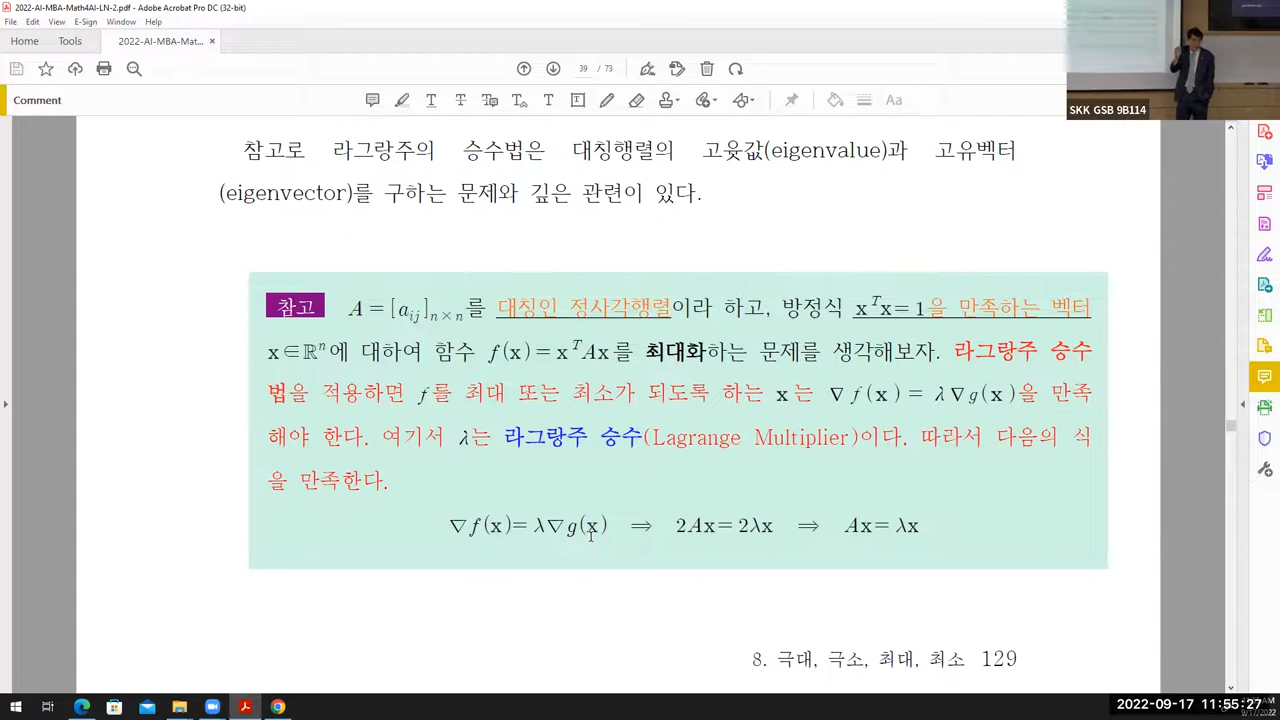 2022-AI-MBA-Math4AI-LN-2.pdf - Adobe Acrobat Pro DC (32-bit)
File Edit View E-Sign Window Help
Home Tools 2022-AI-MBA-Mat... ×
39 / 73
Comment
Aa
SKK GSB 9B114
참고로 라그랑주의 승수법은 대칭행렬의 고윳값(eigenvalue)과 고유벡터
(eigenvector)를 구하는 문제와 깊은 관련이 있다.
참고 A=[a_{ij}]_{n×n}를 대칭인 정사각행렬이라 하고, 방정식 x^T x=1을 만족하는 벡터
x∈ℝ^n에 대하여 함수 f(x)=x^T Ax를 최대화하는 문제를 생각해보자. 라그랑주 승수
법을 적용하면 f를 최대 또는 최소가 되도록 하는 x는 ∇f(x)=λ∇g(x)을 만족
해야 한다. 여기서 λ는 라그랑주 승수(Lagrange Multiplier)이다. 따라서 다음의 식
을 만족한다.
∇f(x)=λ∇g(x) ⟹ 2Ax=2λx ⟹ Ax=λx
8. 극대, 극소, 최대, 최소 129
2022-09-17 11:55:27